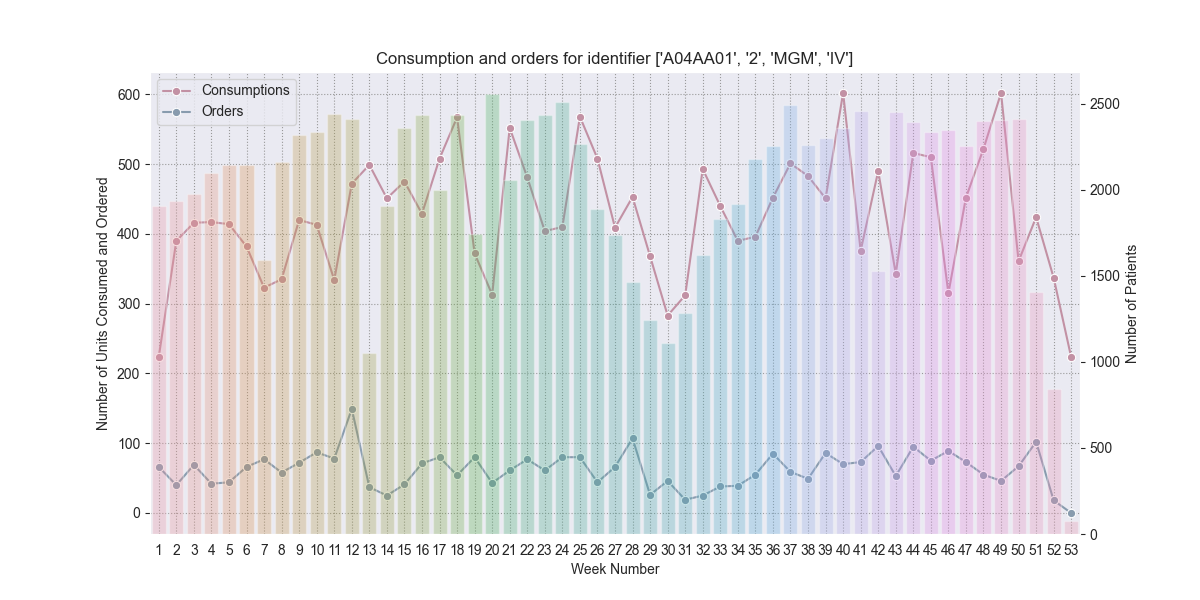 Consumption and orders for identifier ['A04AA01', '2', 'MGM', 'IV']
Consumptions
Orders
Number of Units Consumed and Ordered
600
500
400
300
200
100
0
Number of Patients
2500
2000
1500
1000
500
0
1 2 3 4 5 6 7 8 9 10 11 12 13 14 15 16 17 18 19 20 21 22 23 24 25 26 27 28 29 30 31 32 33 34 35 36 37 38 39 40 41 42 43 44 45 46 47 48 49 50 51 52 53
Week Number